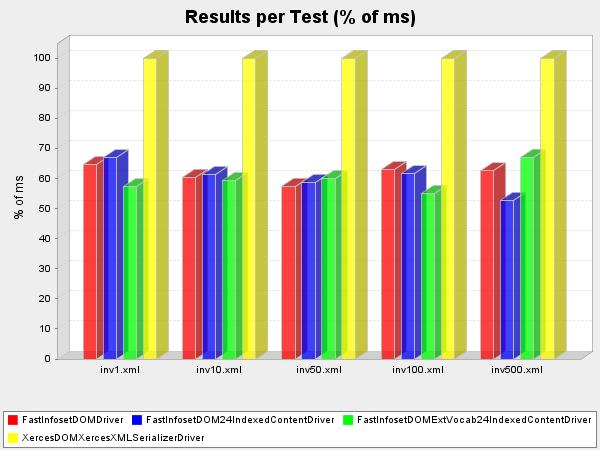 Results per Test (% of ms)
100
90
80
70
60
50
40
30
20
10
0
% of ms
inv1.xml inv10.xml inv50.xml inv100.xml inv500.xml
FastInfosetDOMDriver FastInfosetDOM24IndexedContentDriver FastInfosetDOMExtVocab24IndexedContentDriver
XercesDOMXercesXMLSerializerDriver